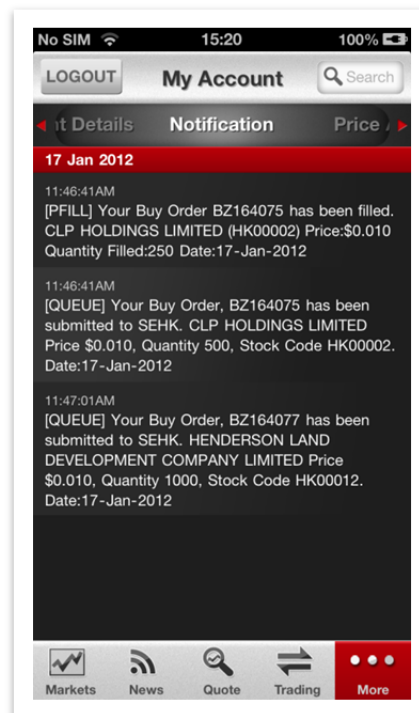 No SIM 15:20 100%
LOGOUT My Account Search
t Details Notification Price
17 Jan 2012
11:46:41AM
[PFILL] Your Buy Order BZ164075 has been filled.
CLP HOLDINGS LIMITED (HK00002) Price:$0.010
Quantity Filled:250 Date:17-Jan-2012
11:46:41AM
[QUEUE] Your Buy Order, BZ164075 has been
submitted to SEHK. CLP HOLDINGS LIMITED
Price $0.010, Quantity 500, Stock Code HK00002.
Date:17-Jan-2012
11:47:01AM
[QUEUE] Your Buy Order, BZ164077 has been
submitted to SEHK. HENDERSON LAND
DEVELOPMENT COMPANY LIMITED Price
$0.010, Quantity 1000, Stock Code HK00012.
Date:17-Jan-2012
Markets News Quote Trading More